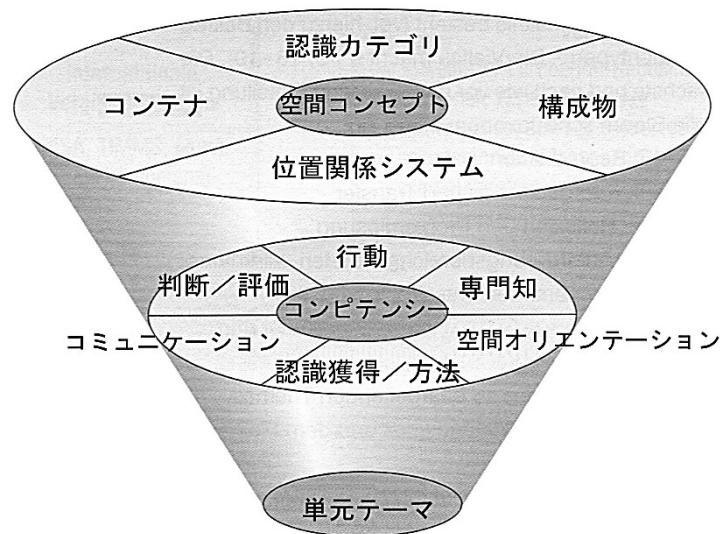 認識カテゴリ
コンテナ
空間コンセプト
構成物
位置関係システム
行動
判断／評価
専門知
コンピテンシー
コミュニケーション
空間オリエンテーション
認識獲得／方法
単元テーマ